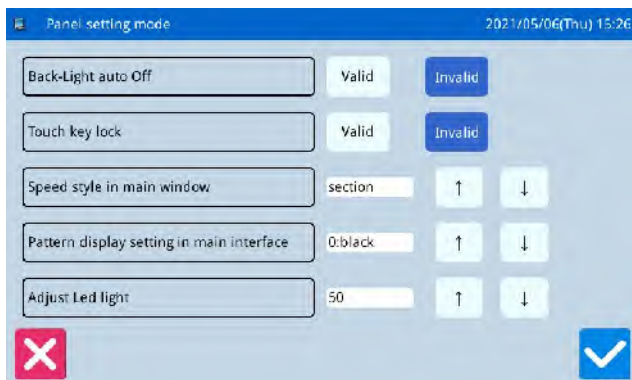 Panel setting mode 2021/05/06(Thu) 15:26
Back-Light auto Off Valid Invalid
Touch key lock Valid Invalid
Speed style in main window section ↑ ↓
Pattern display setting in main interface 0:black ↑ ↓
Adjust Led light 50 ↑ ↓